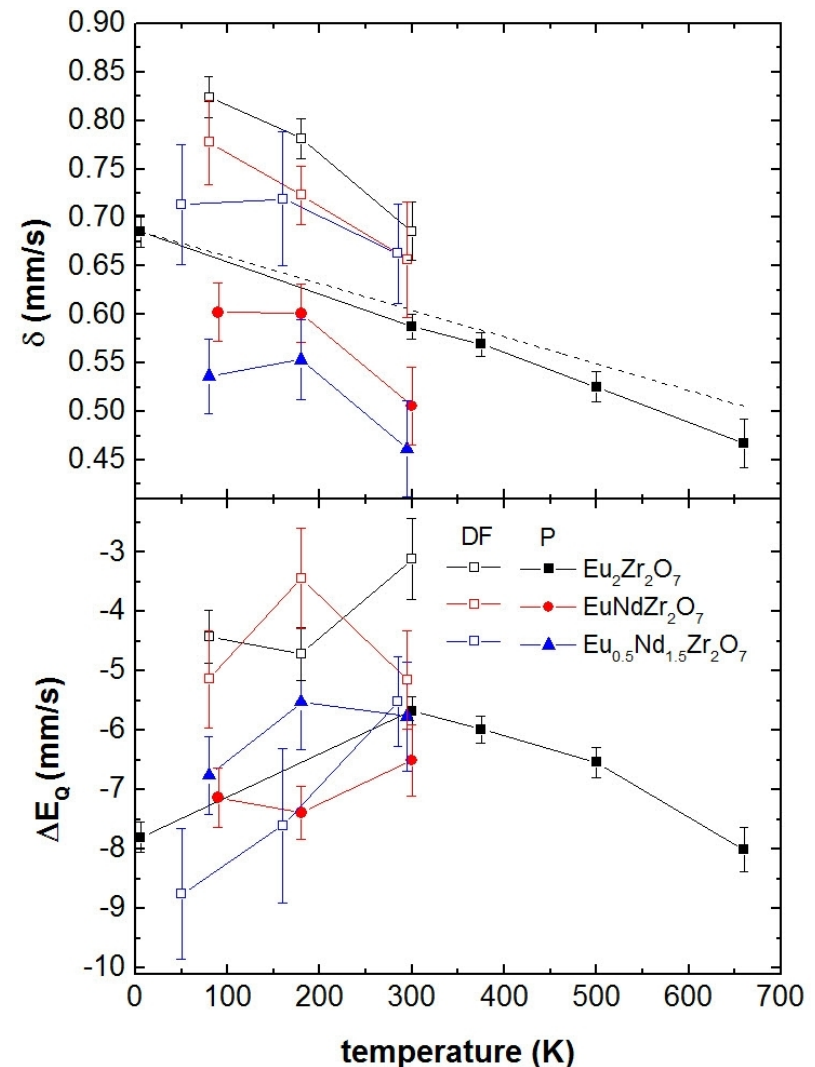 0.90
0.85
0.80
0.75
0.70
0.65
0.60
0.55
0.50
0.45
δ (mm/s)
-3
-4
-5
-6
-7
-8
-9
-10
ΔE_Q (mm/s)
DF P
Eu₂Zr₂O₇
EuNdZr₂O₇
Eu₀.₅Nd₁.₅Zr₂O₇
0 100 200 300 400 500 600 700
temperature (K)